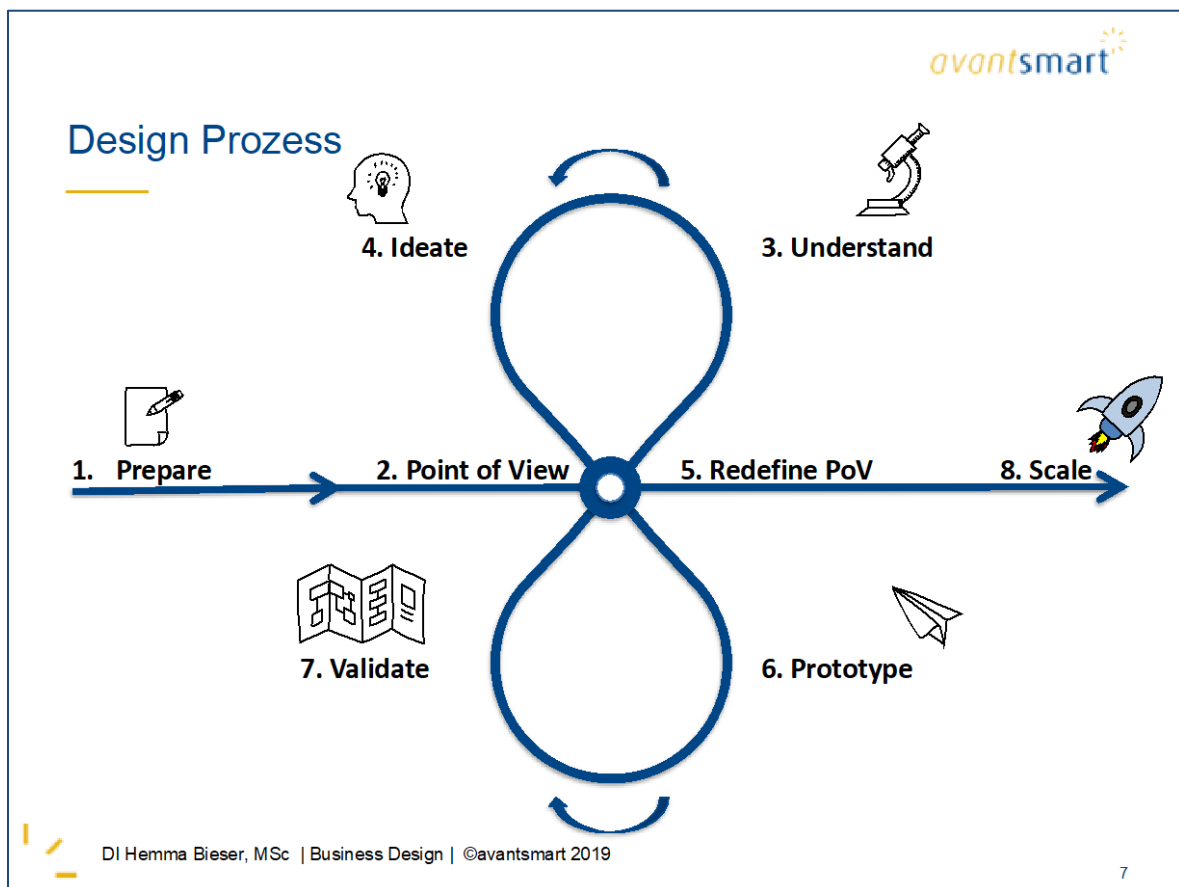 avantsmart
Design Prozess
4. Ideate
3. Understand
1. Prepare
2. Point of View
5. Redefine PoV
8. Scale
7. Validate
6. Prototype
DI Hemma Bieser, MSc | Business Design | ©avantsmart 2019
7